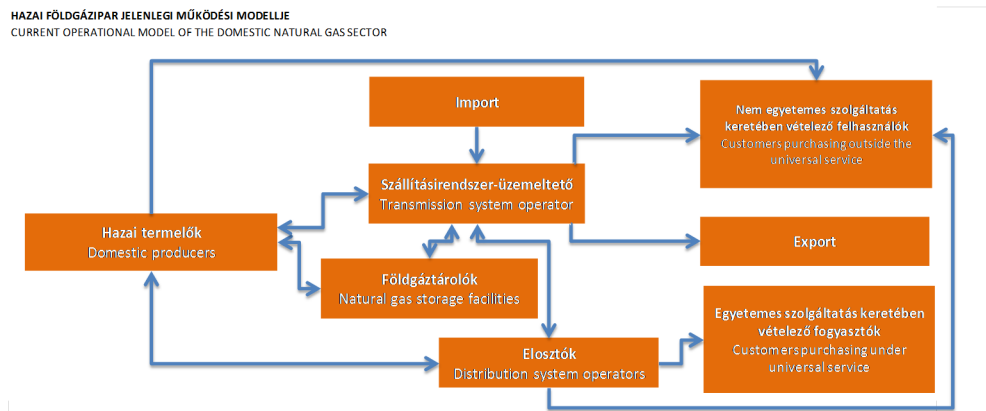 HAZAI FÖLDGÁZIPAR JELENLEGI MŰKÖDÉSI MODELLJE
CURRENT OPERATIONAL MODEL OF THE DOMESTIC NATURAL GAS SECTOR
Import
Nem egyetemes szolgáltatás
keretében vételező felhasználók
Customers purchasing outside the
universal service
Szállításirendszer-üzemeltető
Transmission system operator
Hazai termelők
Domestic producers
Export
Földgáztárolók
Natural gas storage facilities
Egyetemes szolgáltatás keretében
vételező fogyasztók
Customers purchasing under
universal service
Elosztók
Distribution system operators